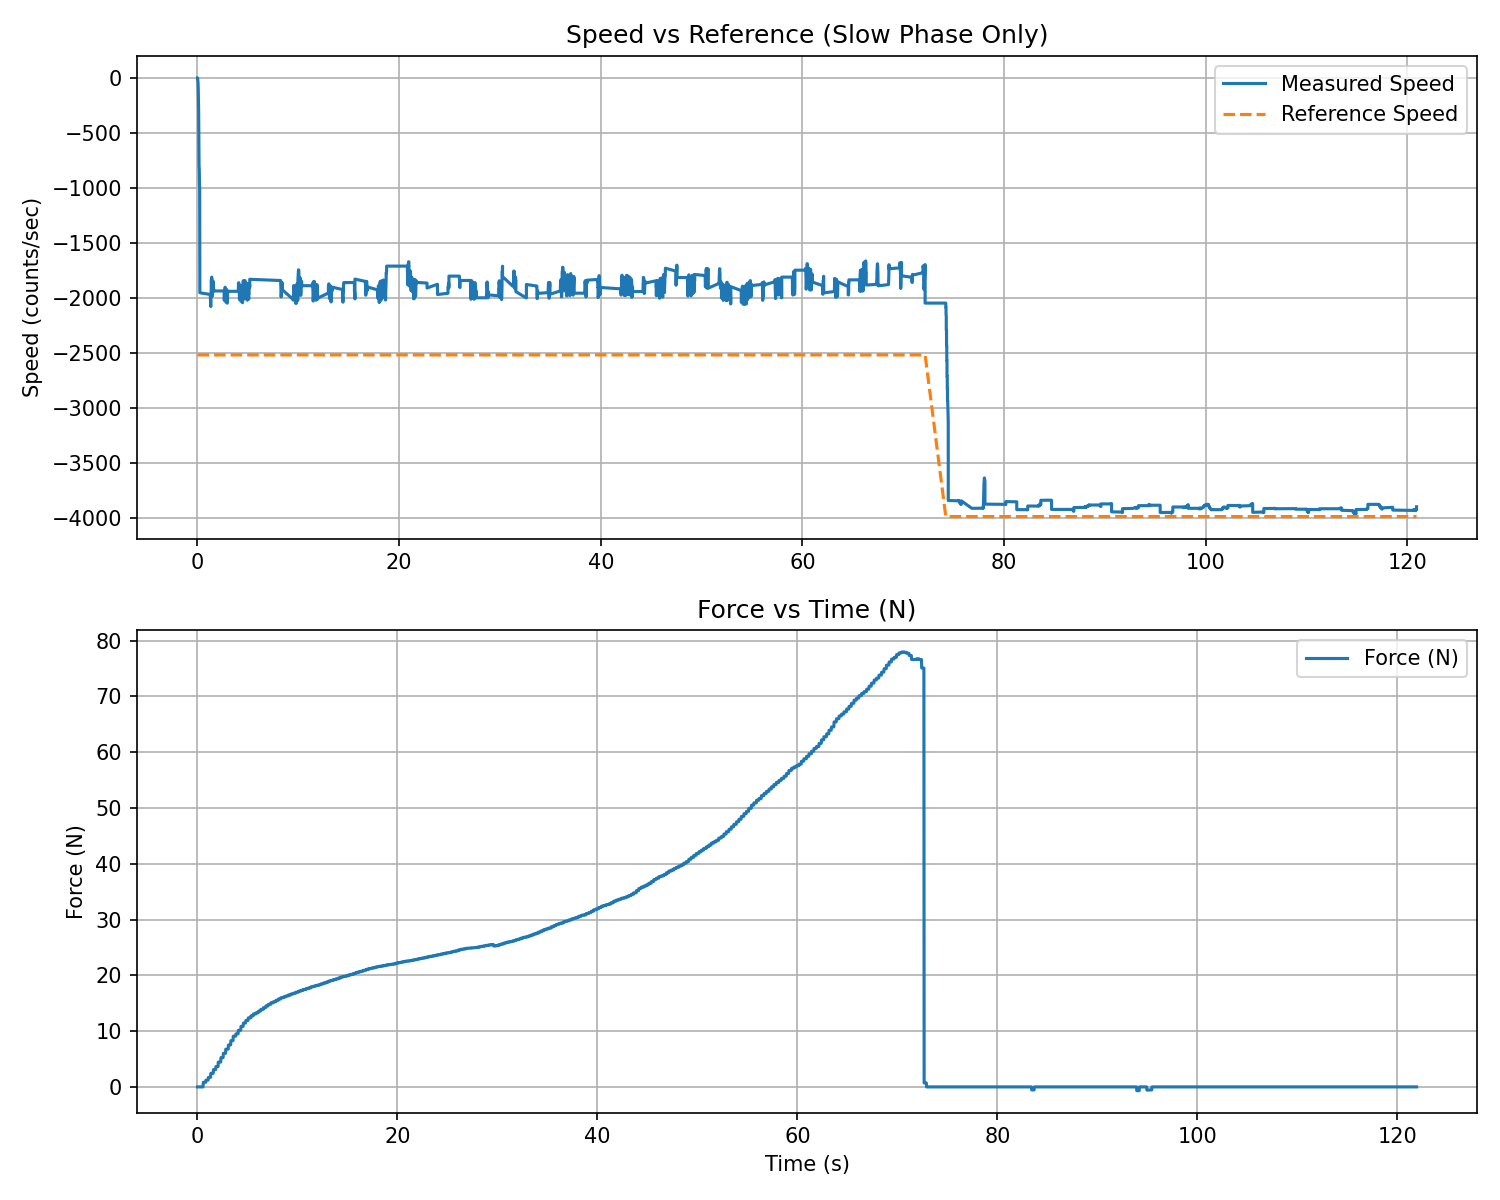 Speed vs Reference (Slow Phase Only)
Speed (counts/sec)
0
−500
−1000
−1500
−2000
−2500
−3000
−3500
−4000
Measured Speed
Reference Speed
0 20 40 60 80 100 120
Force vs Time (N)
Force (N)
80
70
60
50
40
30
20
10
0
Force (N)
0 20 40 60 80 100 120
Time (s)